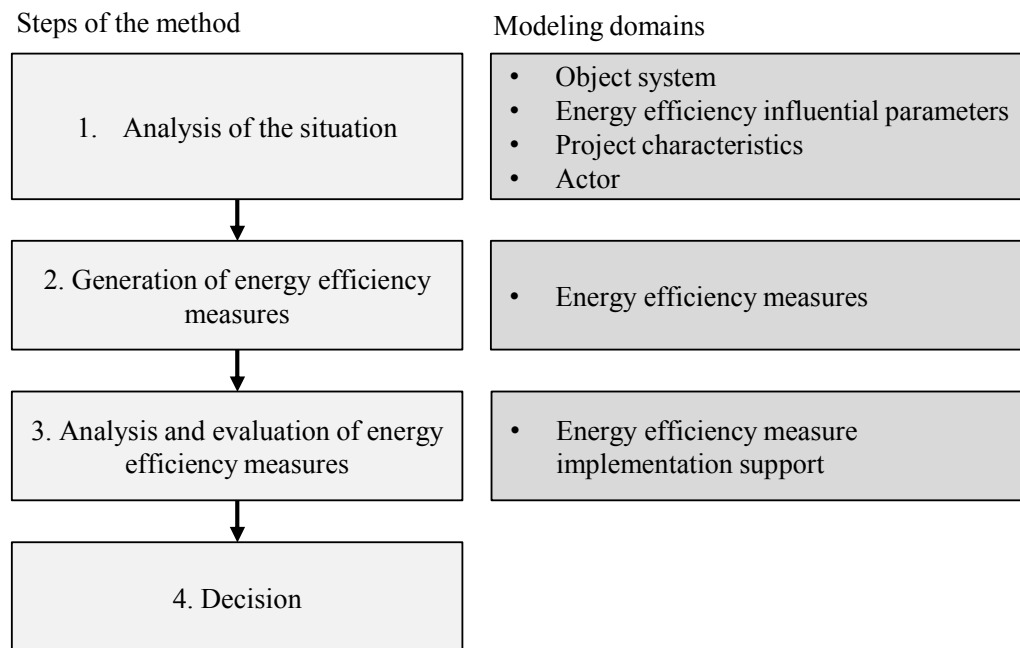 Steps of the method
Modeling domains
1. Analysis of the situation
• Object system
• Energy efficiency influential parameters
• Project characteristics
• Actor
2. Generation of energy efficiency
measures
• Energy efficiency measures
3. Analysis and evaluation of energy
efficiency measures
• Energy efficiency measure
implementation support
4. Decision